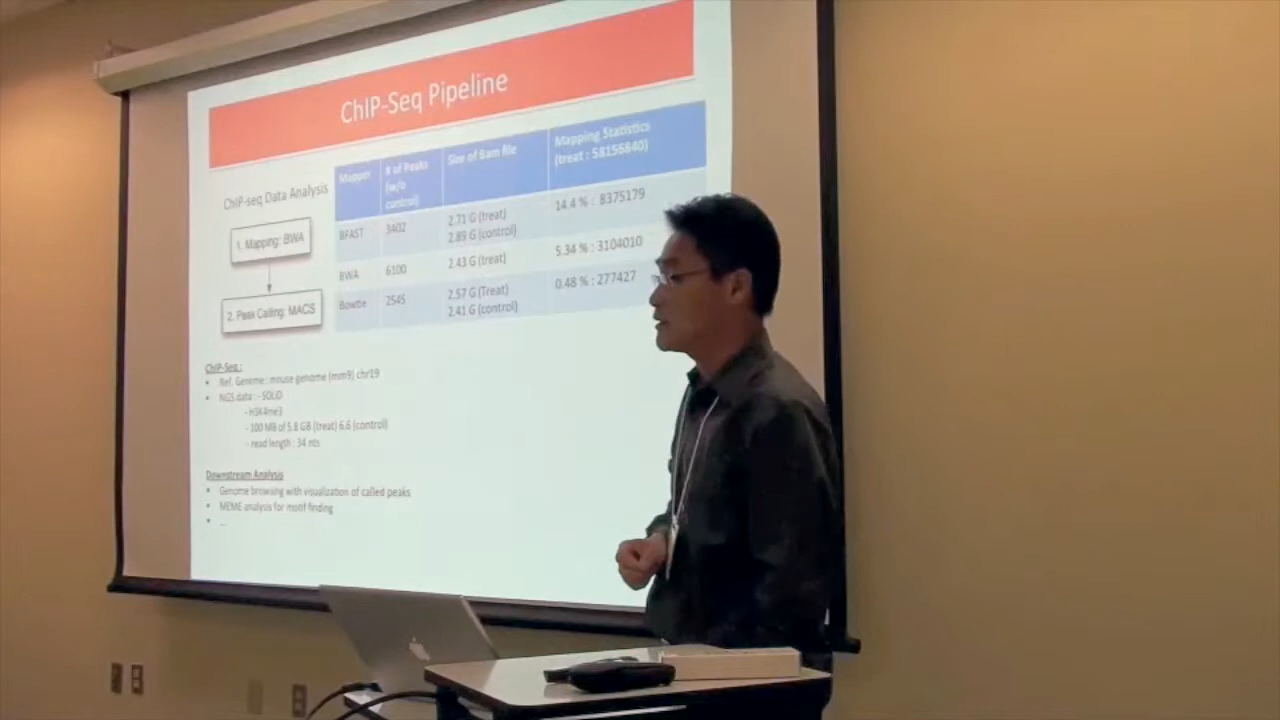 ChIP-Seq Pipeline
ChIP-seq Data Analysis
1. Mapping: BWA
2. Peak Calling: MACS
Mapper
# of Peaks
(w/o
control)
Size of Bam file
Mapping Statistics
(treat : 58156840)
BFAST
3402
2.71 G (treat)
2.89 G (control)
14.4 % : 8375179
BWA
6100
2.43 G (treat)
5.34 % : 3104010
Bowtie
2545
2.57 G (Treat)
2.41 G (control)
0.48 % : 277427
ChIP-Seq :
• Ref. Genome : mouse genome (mm9) chr19
• NGS data : - SOLiD
- H3K4me3
- 100 MB of 5.8 GB (treat) 6.6 (control)
- read length : 34 nts
Downstream Analysis
• Genome browsing with visualization of called peaks
• MEME analysis for motif finding
• ...